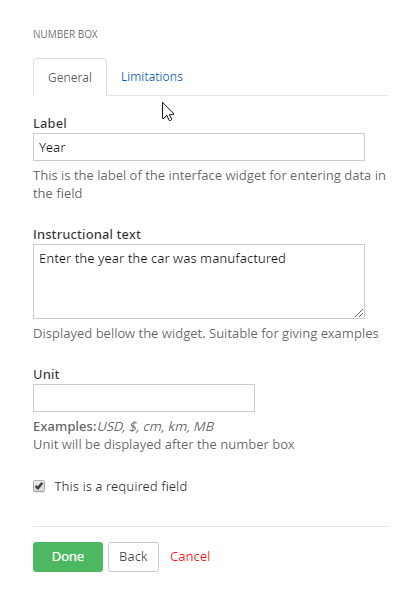 NUMBER BOX
General
Limitations
Label
Year
This is the label of the interface widget for entering data in
the field
Instructional text
Enter the year the car was manufactured
Displayed bellow the widget. Suitable for giving examples
Unit
Examples:USD, $, cm, km, MB
Unit will be displayed after the number box
This is a required field
Done
Back
Cancel